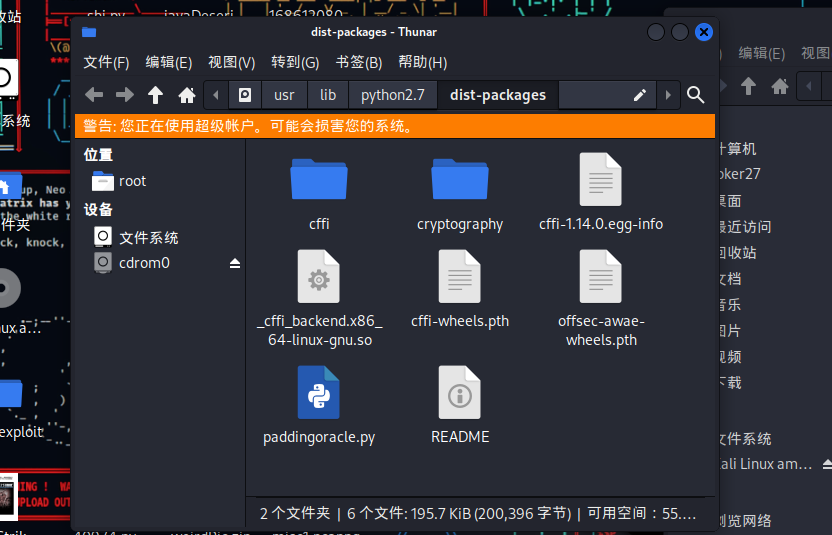 shi.py javaDeseri 168612080
收站
dist-packages - Thunar
文件(F) 编辑(E) 视图(V) 转到(G) 书签(B) 帮助(H)
编辑(E) 视图
usr lib python2.7 dist-packages
警告: 您正在使用超级帐户。可能会损害您的系统。
系统
位置
root
设备
文件系统
cdrom0
cffi cryptography cffi-1.14.0.egg-info
_cffi_backend.x86_64-linux-gnu.so
cffi-wheels.pth
offsec-awae-wheels.pth
paddingoracle.py README
2 个文件夹 | 6 个文件: 195.7 KiB (200,396 字节) | 可用空间：55....
up, Neo
atrix has y
the white r
件夹
ck, knock,
nux a...
exploit
NING ! WA
UPLOAD OUT
计算机
oker27
桌面
最近访问
回收站
文档
音乐
图片
视频
下载
文件系统
Kali Linux am...
浏览网络